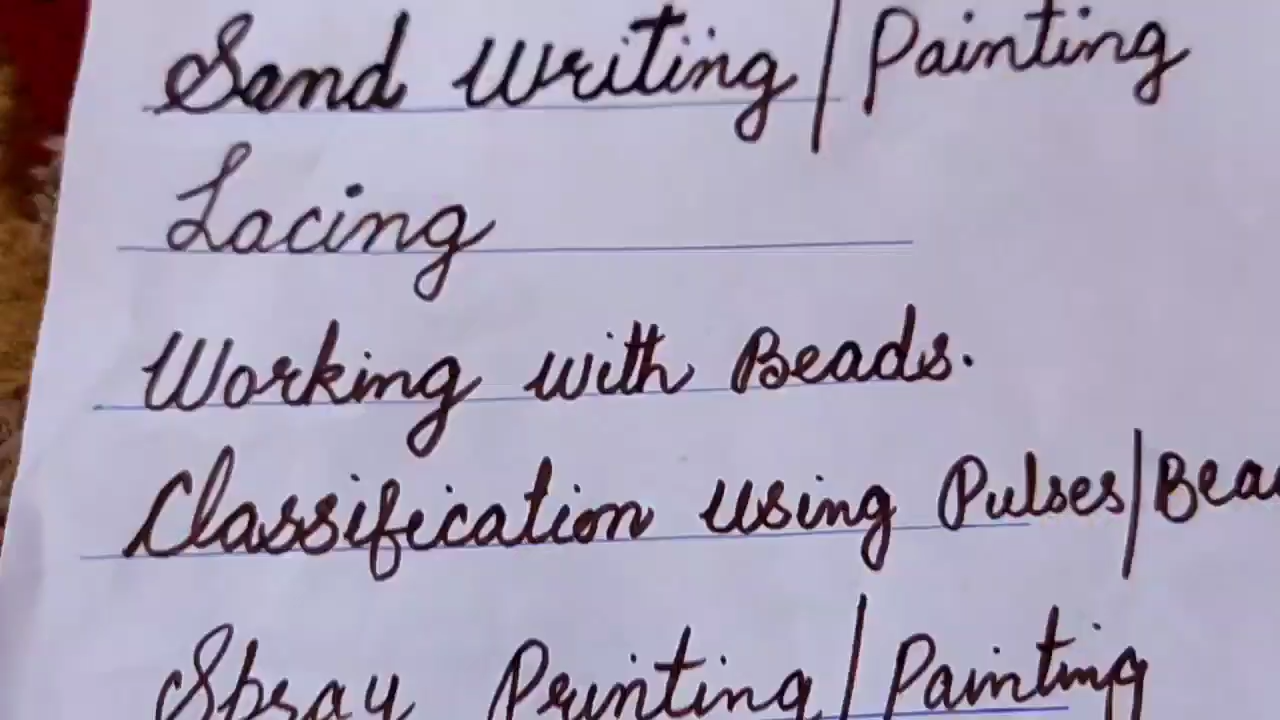 Sand Writing/Painting
Lacing
Working with Beads.
Classification using Pulses/Bea
Spray Printing/Painting